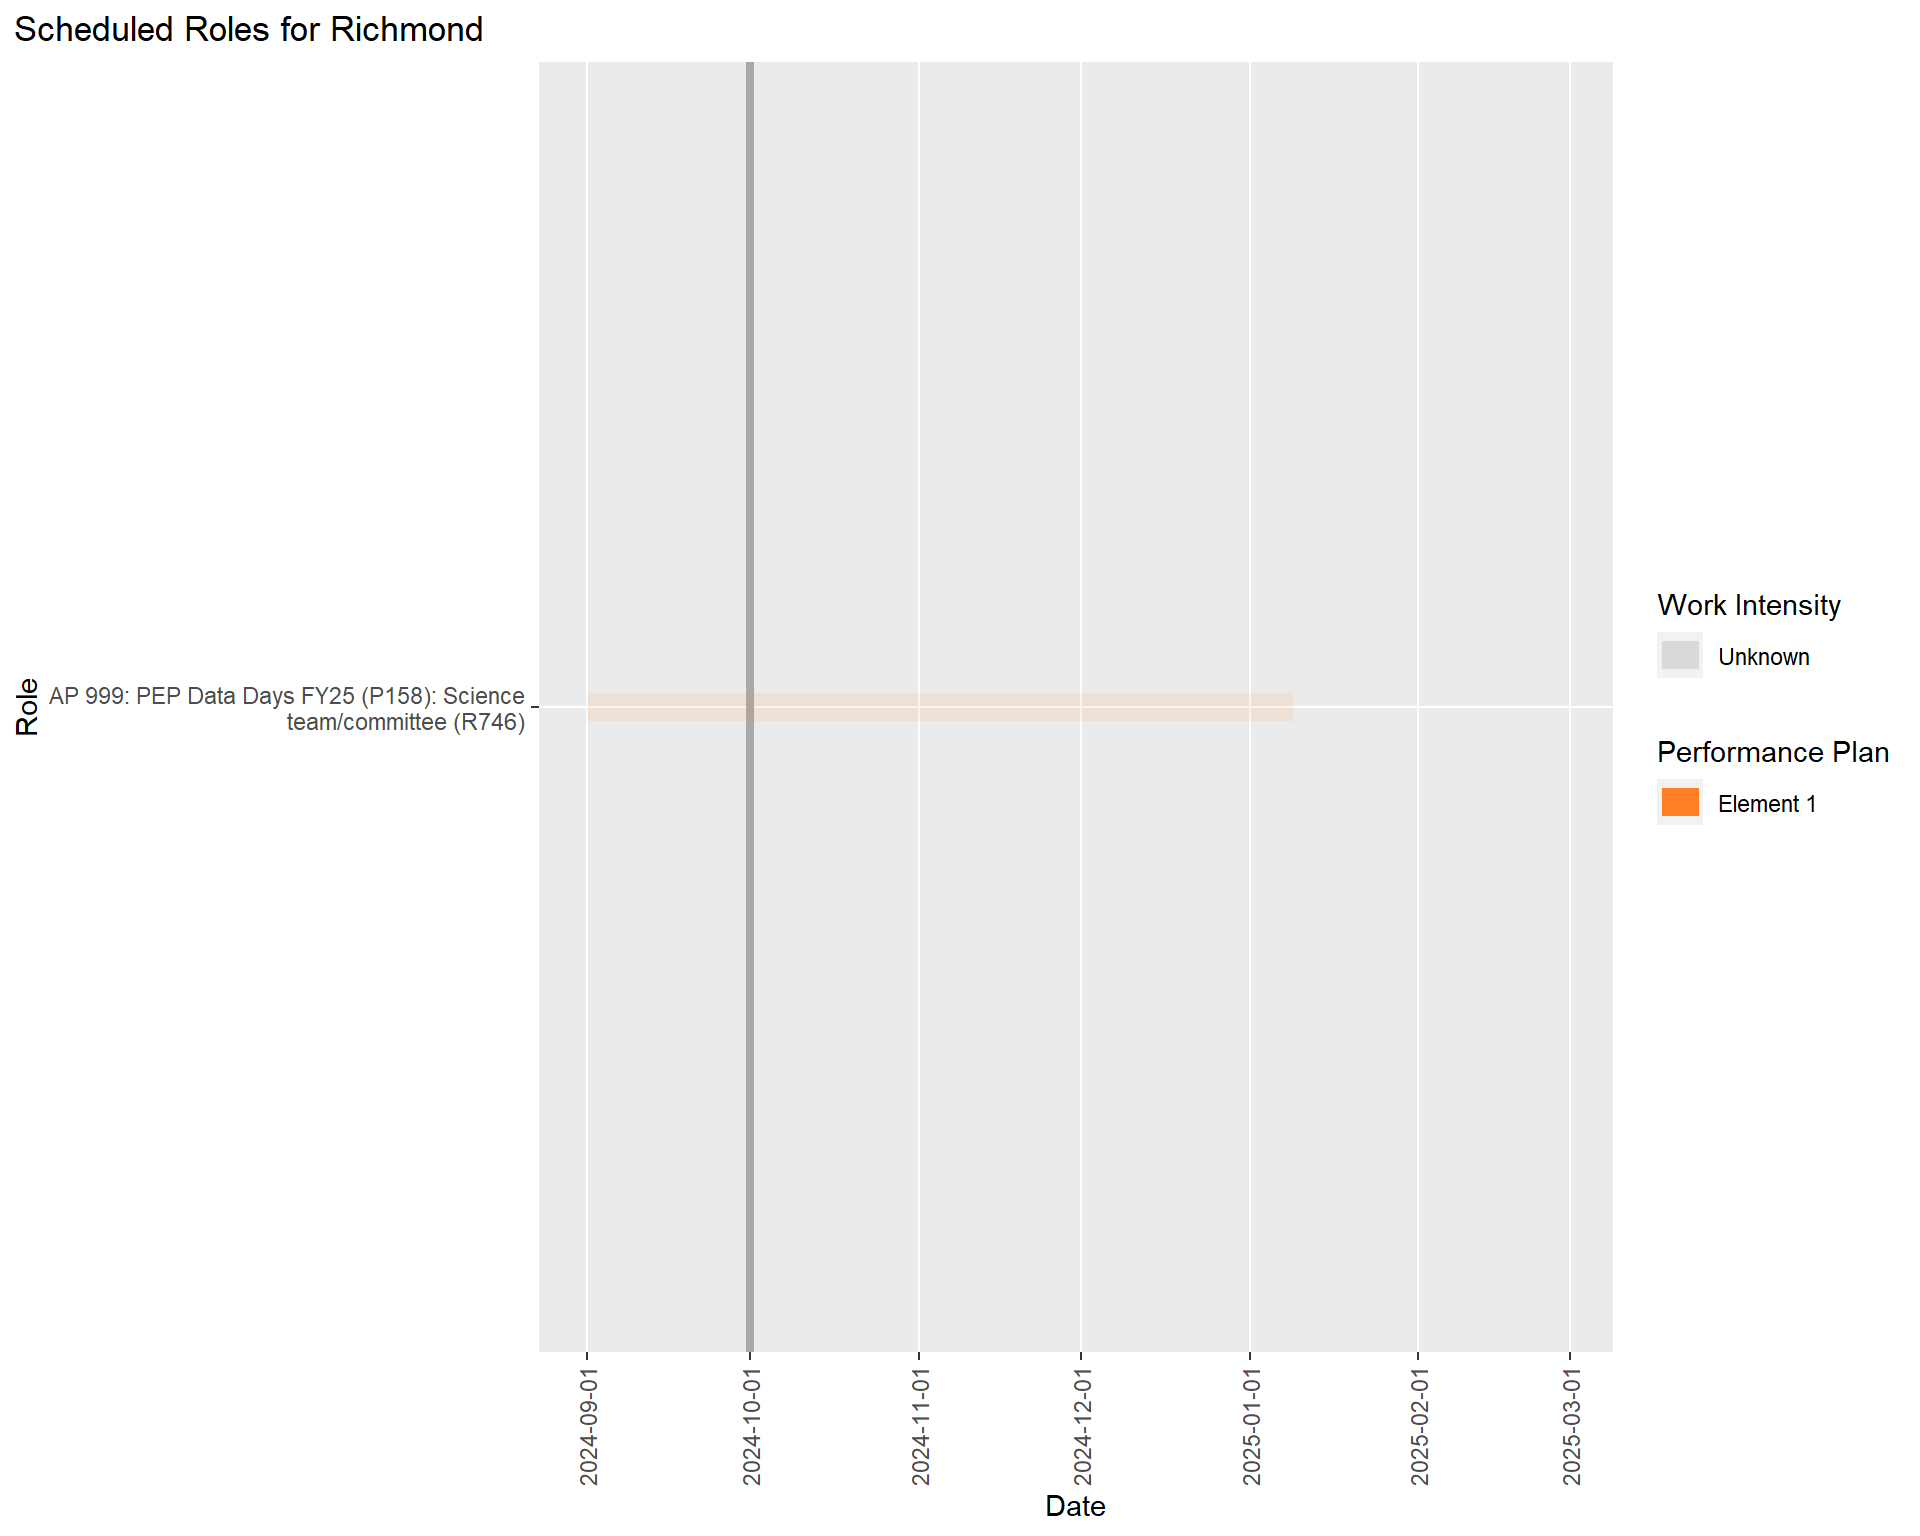 Scheduled Roles for Richmond
Role
AP 999: PEP Data Days FY25 (P158): Science
team/committee (R746)
2024-09-01
2024-10-01
2024-11-01
2024-12-01
2025-01-01
2025-02-01
2025-03-01
Date
Work Intensity
Unknown
Performance Plan
Element 1